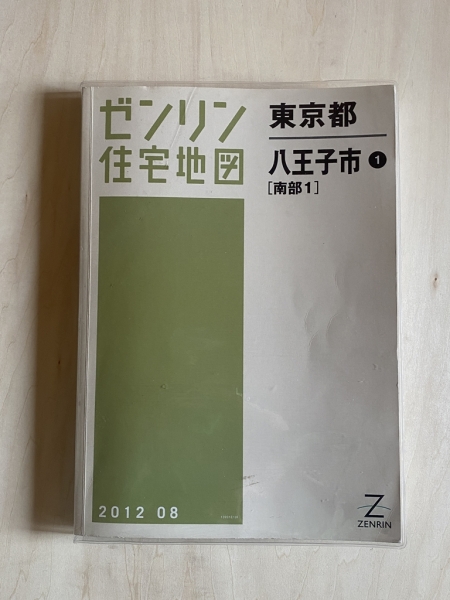 ゼンリン
住宅地図
東京都
八王子市 ❶
[南部1]
2012 08
Z
ZENRIN